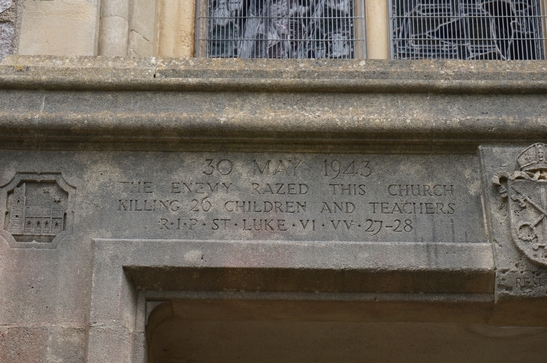 30 MAY 1943
THE ENEMY RAZED THIS CHURCH
KILLING 26 CHILDREN AND TEACHERS
R·I·P·ST·LUKE·VI·VV·27-28